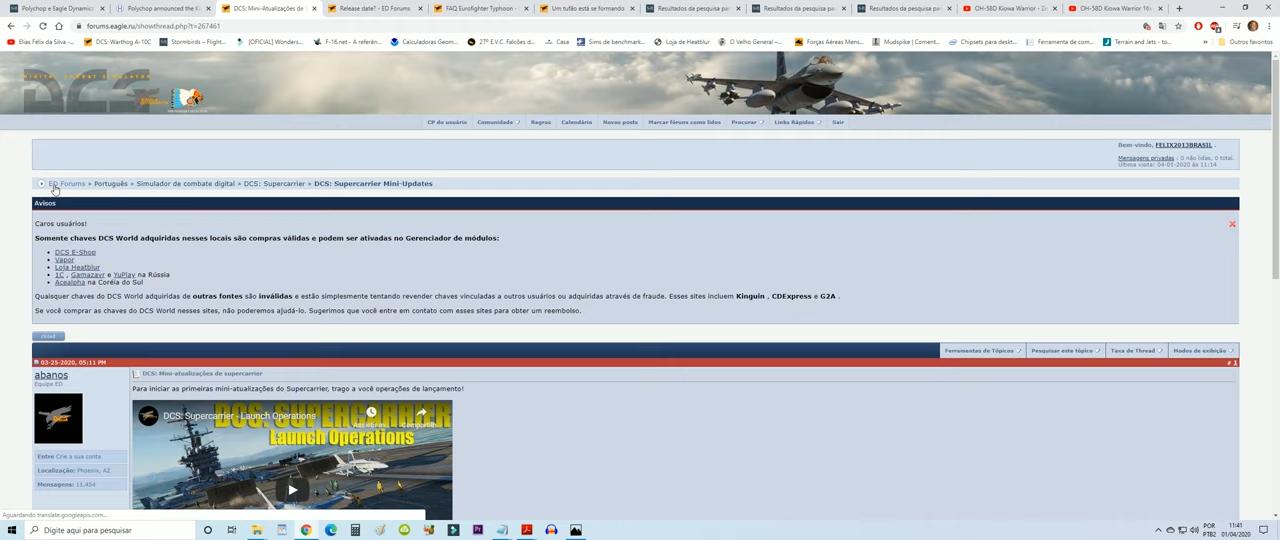 Polychop e Eagle Dynamics
Polychop announced the Ki
DCS: Mini-Atualizações de
Release date? - ED Forums
FAQ Eurofighter Typhoon -
Um tufão está se formando
Resultados da pesquisa par
Resultados da pesquisa par
Resultados da pesquisa par
OH-58D Kiowa Warrior - Zo
OH-58D Kiowa Warrior 16x
forums.eagle.ru/showthread.php?t=267461
Elias Félix da Silva -...
DCS: Warthog A-10C
Stormbirds – Flight...
[OFICIAL] Wonders...
F-16.net - A referên...
Calculadoras Geom...
27º E.V.C. Falcões d...
Casa
Sims de benchmark...
Loja de Heatblur
O Velho General –...
Forças Aéreas Mens...
Mudspike | Coment...
Chipsets para deskt...
Ferramenta de com...
Terrain and Jets - to...
»
Outros favoritos
DCS
CP do usuário
Comunidade
Regras
Calendário
Novos posts
Marcar fóruns como lidos
Procurar
Links Rápidos
Sair
Bem-vindo, FELIX2013BRASIL .
Mensagens privadas : 0 não lidas, 0 total.
Última visita: 04-01-2020 às 11:14
ED Forums » Português » Simulador de combate digital » DCS: Supercarrier » DCS: Supercarrier Mini-Updates
Avisos
Caros usuários!
Somente chaves DCS World adquiridas nesses locais são compras válidas e podem ser ativadas no Gerenciador de módulos:
• DCS E-Shop
• Vapor
• Loja Heatblur
• 1C , Gamazavr e YuPlay na Rússia
• Acealpha na Coréia do Sul
Quaisquer chaves do DCS World adquiridas de outras fontes são inválidas e estão simplesmente tentando revender chaves vinculadas a outros usuários ou adquiridas através de fraude. Esses sites incluem Kinguin , CDExpress e G2A .
Se você comprar as chaves do DCS World nesses sites, não poderemos ajudá-lo. Sugerimos que você entre em contato com esses sites para obter um reembolso.
closed
Ferramentas de Tópicos
Pesquisar este tópico
Taxa de Thread
Modos de exibição
03-25-2020, 05:11 PM
# 1
abanos
Equipe ED
DCS: Mini-atualizações de supercarrier
Para iniciar as primeiras mini-atualizações do Supercarrier, trago a você operações de lançamento!
DCS: Supercarrier - Launch Operations
DCS: SUPERCARRIER
Launch Operations
Compartilh...
Entre Crie a sua conta
Localização: Phoenix, AZ
Mensagens: 11.454
Aguardando translate.googleapis.com...
Digite aqui para pesquisar
POR
PTB2
11:41
01/04/2020